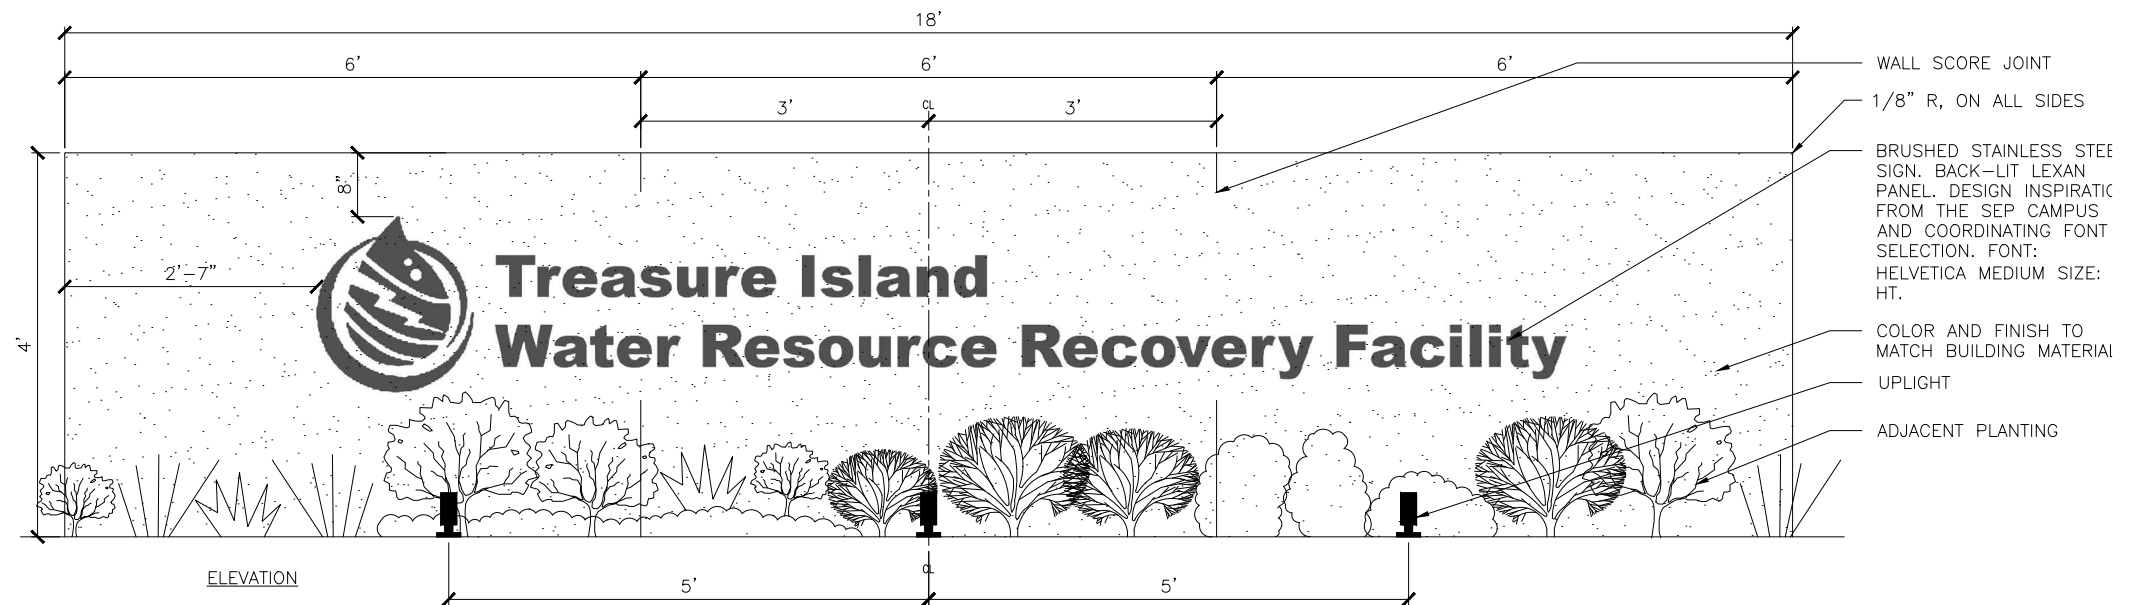 18'
6'
6'
6'
WALL SCORE JOINT
3'
CL
3'
1/8" R, ON ALL SIDES
BRUSHED STAINLESS STEE
SIGN. BACK-LIT LEXAN
PANEL. DESIGN INSPIRATIO
FROM THE SEP CAMPUS
AND COORDINATING FONT
SELECTION. FONT:
HELVETICA MEDIUM SIZE:
HT.
8"
2'-7"
Treasure Island
Water Resource Recovery Facility
4'
COLOR AND FINISH TO
MATCH BUILDING MATERIAL
UPLIGHT
ADJACENT PLANTING
ELEVATION
5'
CL
5'